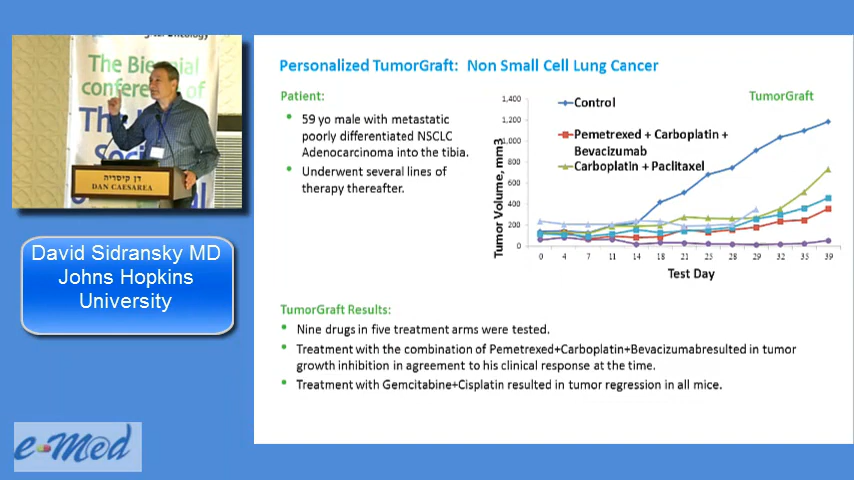 The Biennial
conference of
דן קיסריה
DAN CAESAREA
David Sidransky MD
Johns Hopkins
University
e-Med
Personalized TumorGraft: Non Small Cell Lung Cancer
Patient:
• 59 yo male with metastatic
poorly differentiated NSCLC
Adenocarcinoma into the tibia.
• Underwent several lines of
therapy thereafter.
TumorGraft
Control
Pemetrexed + Carboplatin +
Bevacizumab
Carboplatin + Paclitaxel
Tumor Volume, mm3
1,400
1,200
1,000
800
600
400
200
0
0 4 7 11 14 18 21 25 28 29 32 35 39
Test Day
TumorGraft Results:
• Nine drugs in five treatment arms were tested.
• Treatment with the combination of Pemetrexed+Carboplatin+Bevacizumabresulted in tumor
growth inhibition in agreement to his clinical response at the time.
• Treatment with Gemcitabine+Cisplatin resulted in tumor regression in all mice.